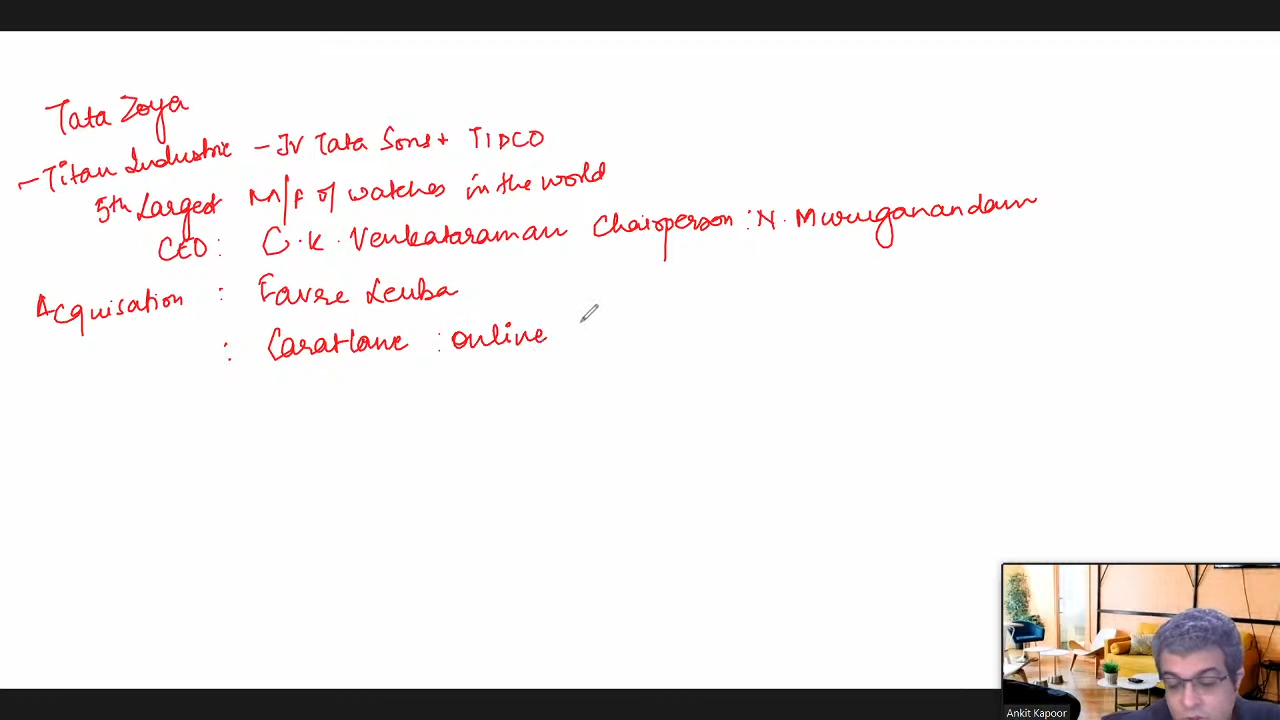 Tata Zoya
- Titan Industrie - JV Tata Sons + TIDCO
5th Largest M/F of watches in the world
CEO: C.K. Venkataraman Chairperson: N. Muruganandam
Acquisation : Favre Leuba
: Caratlane : online
Ankit Kapoor